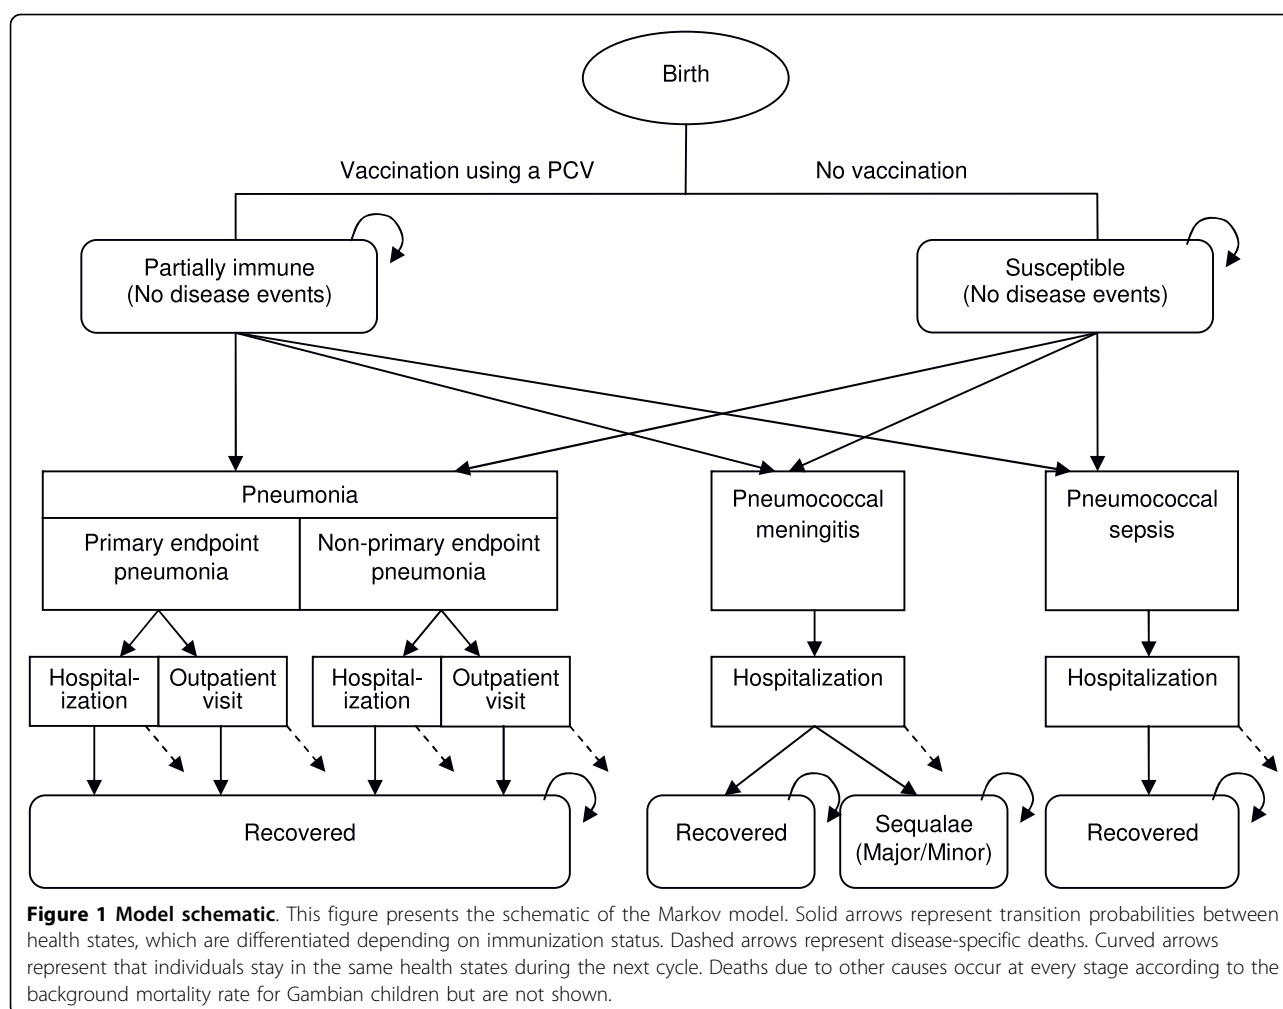 Birth
Vaccination using a PCV
No vaccination
Partially immune
(No disease events)
Susceptible
(No disease events)
Pneumonia
Primary endpoint
pneumonia
Non-primary endpoint
pneumonia
Pneumococcal
meningitis
Pneumococcal
sepsis
Hospital-
ization
Outpatient
visit
Hospital-
ization
Outpatient
visit
Hospitalization
Hospitalization
Recovered
Recovered
Sequalae
(Major/Minor)
Recovered
Figure 1 Model schematic. This figure presents the schematic of the Markov model. Solid arrows represent transition probabilities between
health states, which are differentiated depending on immunization status. Dashed arrows represent disease-specific deaths. Curved arrows
represent that individuals stay in the same health states during the next cycle. Deaths due to other causes occur at every stage according to the
background mortality rate for Gambian children but are not shown.